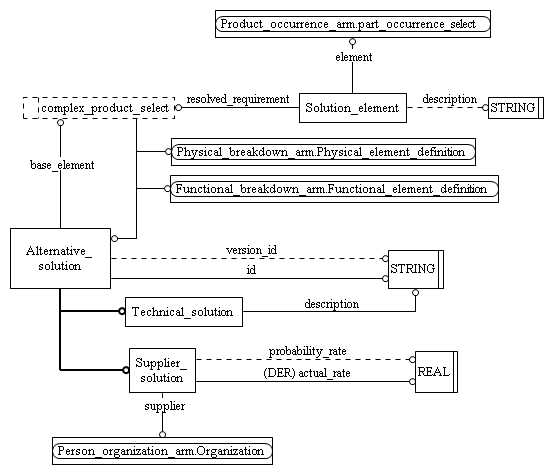 Product_occurrence_arm.part_occurrence_select
element
complex_product_select
resolved_requirement
Solution_element
description
STRING
Physical_breakdown_arm.Physical_element_definition
base_element
Functional_breakdown_arm.Functional_element_definition
Alternative_
solution
version_id
id
STRING
Technical_solution
description
Supplier_
solution
probability_rate
(DER) actual_rate
REAL
supplier
Person_organization_arm.Organization